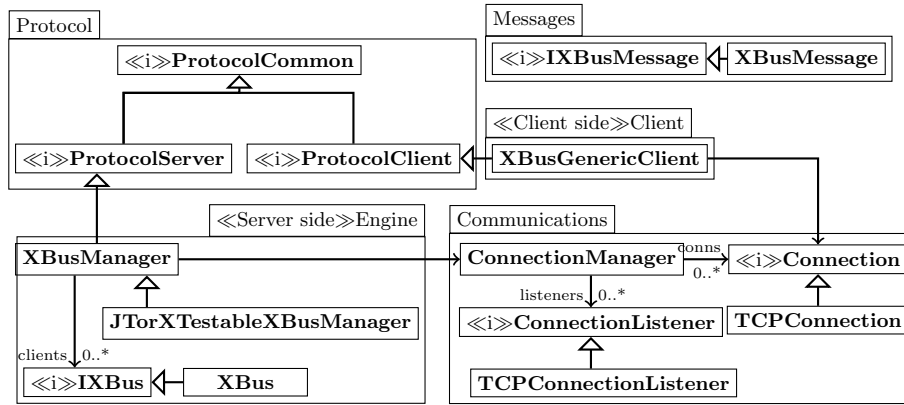 Protocol
≪i≫ProtocolCommon
≪i≫ProtocolServer
≪i≫ProtocolClient
Messages
≪i≫IXBusMessage
XBusMessage
≪Client side≫Client
XBusGenericClient
≪Server side≫Engine
XBusManager
JTorXTestableXBusManager
clients
0..*
≪i≫IXBus
XBus
Communications
ConnectionManager
conns
0..*
≪i≫Connection
listeners
0..*
≪i≫ConnectionListener
TCPConnection
TCPConnectionListener